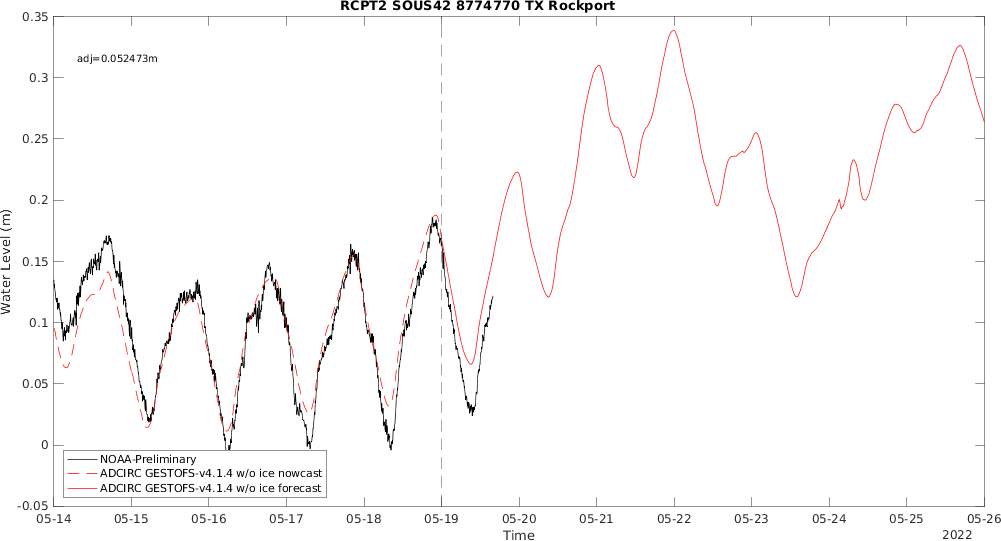 RCPT2 SOUS42 8774770 TX Rockport
adj=0.052473m
Water Level (m)
0.35
0.3
0.25
0.2
0.15
0.1
0.05
0
-0.05
NOAA-Preliminary
ADCIRC GESTOFS-v4.1.4 w/o ice nowcast
ADCIRC GESTOFS-v4.1.4 w/o ice forecast
05-14 05-15 05-16 05-17 05-18 05-19 05-20 05-21 05-22 05-23 05-24 05-25 05-26
Time
2022